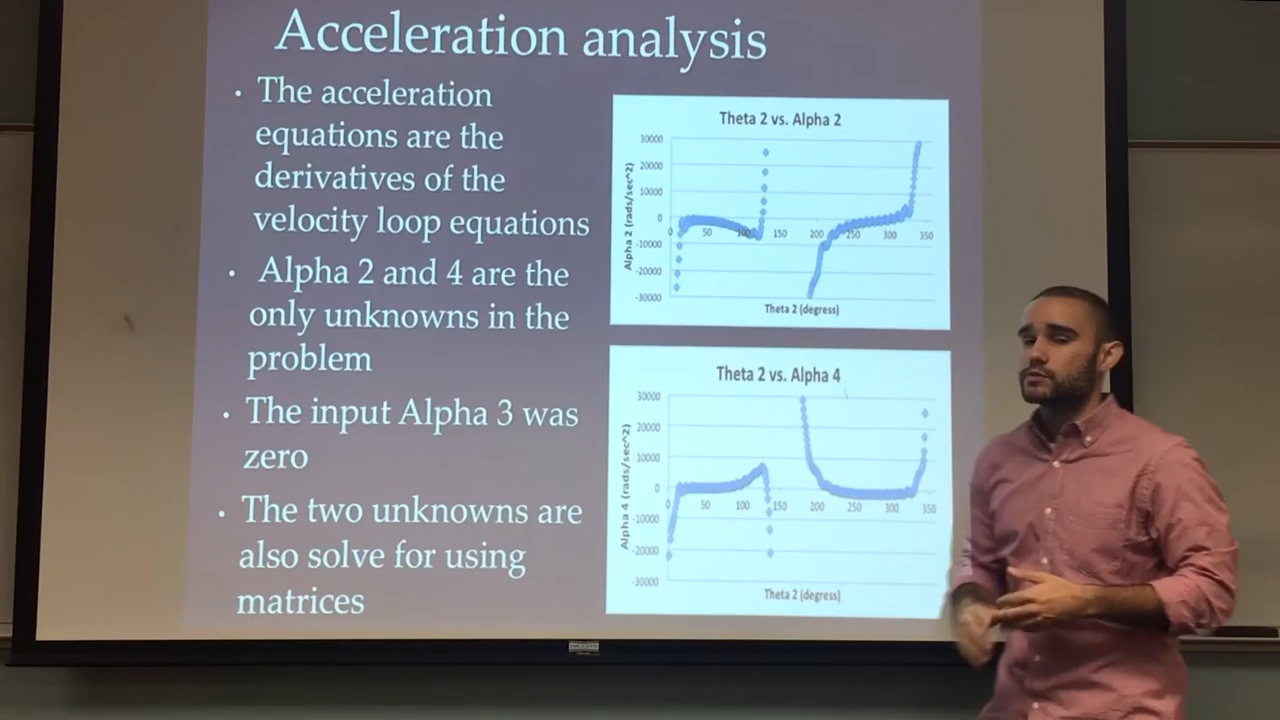 Acceleration analysis
• The acceleration
equations are the
derivatives of the
velocity loop equations
• Alpha 2 and 4 are the
only unknowns in the
problem
• The input Alpha 3 was
zero
• The two unknowns are
also solve for using
matrices
Theta 2 vs. Alpha 2
Alpha 2 (rads/sec^2)
30000
20000
10000
0
-10000
-20000
-30000
0 50 100 150 200 250 300 350
Theta 2 (degress)
Theta 2 vs. Alpha 4
Alpha 4 (rads/sec^2)
30000
20000
10000
0
-10000
-20000
-30000
0 50 100 150 200 250 300 350
Theta 2 (degree)